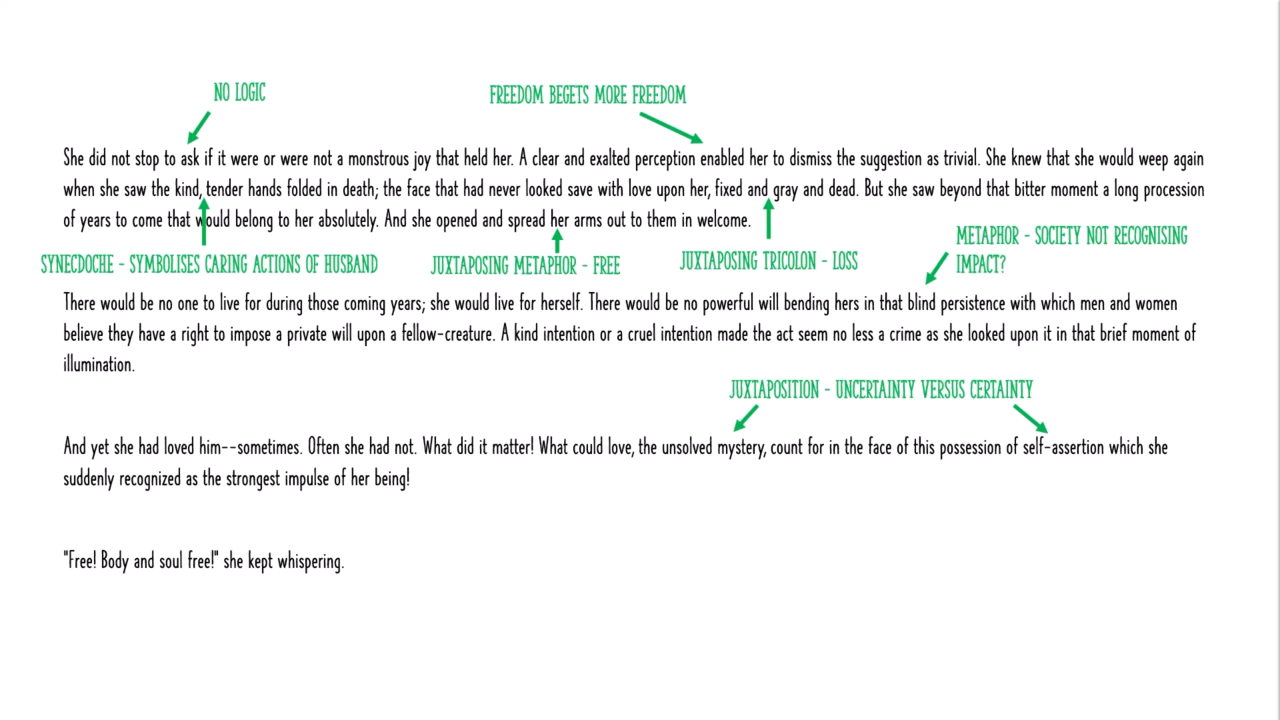 NO LOGIC
FREEDOM BEGETS MORE FREEDOM
She did not stop to ask if it were or were not a monstrous joy that held her. A clear and exalted perception enabled her to dismiss the suggestion as trivial. She knew that she would weep again
when she saw the kind, tender hands folded in death; the face that had never looked save with love upon her, fixed and gray and dead. But she saw beyond that bitter moment a long procession
of years to come that would belong to her absolutely. And she opened and spread her arms out to them in welcome.
METAPHOR - SOCIETY NOT RECOGNISING
IMPACT?
SYNECDOCHE - SYMBOLISES CARING ACTIONS OF HUSBAND
JUXTAPOSING METAPHOR - FREE
JUXTAPOSING TRICOLON - LOSS
There would be no one to live for during those coming years; she would live for herself. There would be no powerful will bending hers in that blind persistence with which men and women
believe they have a right to impose a private will upon a fellow-creature. A kind intention or a cruel intention made the act seem no less a crime as she looked upon it in that brief moment of
illumination.
JUXTAPOSITION - UNCERTAINTY VERSUS CERTAINTY
And yet she had loved him--sometimes. Often she had not. What did it matter! What could love, the unsolved mystery, count for in the face of this possession of self-assertion which she
suddenly recognized as the strongest impulse of her being!
"Free! Body and soul free!" she kept whispering.